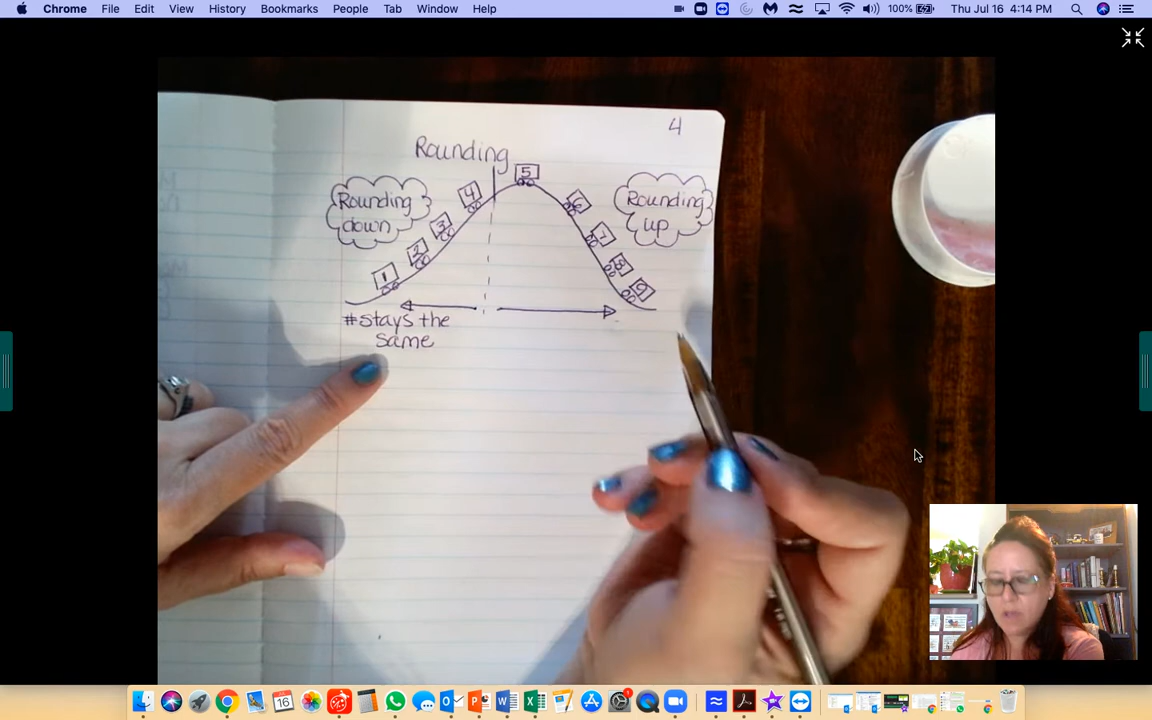 Chrome File Edit View History Bookmarks People Tab Window Help 100% Thu Jul 16 4:14 PM
4
Rounding
5
4
6
Rounding
down
Rounding
up
3
7
2
8
1
9
#stays the
same
16